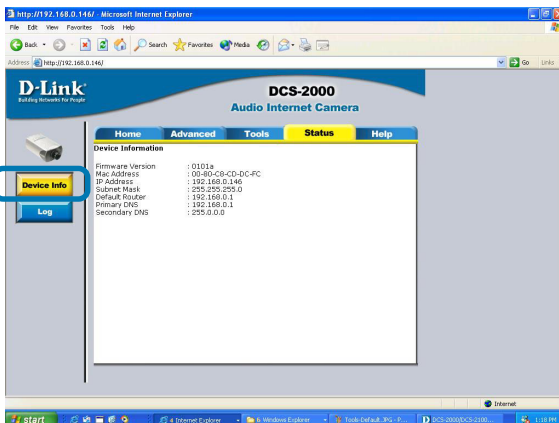 http://192.168.0.146/ - Microsoft Internet Explorer
File Edit View Favorites Tools Help
Back Search Favorites Media
Address http://192.168.0.146/ Go Links
D-Link
Building Networks for People
DCS-2000
Audio Internet Camera
Home Advanced Tools Status Help
Device Info
Log
Device Information
Firmware Version : 0101a
Mac Address : 00-80-C8-CD-DC-FC
IP Address : 192.168.0.146
Subnet Mask : 255.255.255.0
Default Router : 192.168.0.1
Primary DNS : 192.168.0.1
Secondary DNS : 255.0.0.0
Internet
start 4 Internet Explorer 6 Windows Explorer Tools-Default.JPG - P... DCS-2000/DCS-2100... 1:18 PM